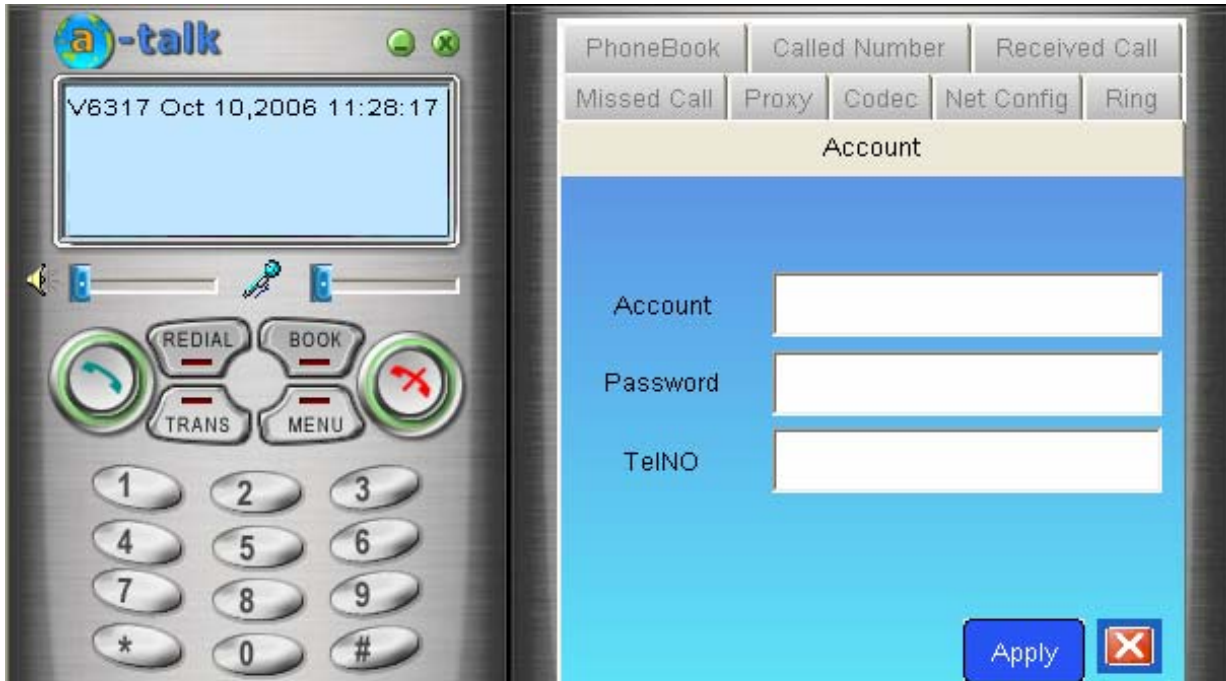 a-talk
V6317 Oct 10,2006 11:28:17
REDIAL BOOK
TRANS MENU
1 2 3
4 5 6
7 8 9
* 0 #
PhoneBook Called Number Received Call
Missed Call Proxy Codec Net Config Ring
Account
Account
Password
TelNO
Apply